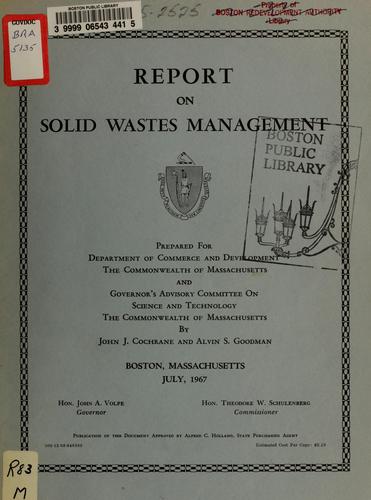 BOSTON PUBLIC LIBRARY
3 9999 06543 441 5
GOVDOC
BRA
5135
Property of
BOSTON REDEVELOPMENT AUTHORITY
Library
REPORT
ON
SOLID WASTES MANAGEMENT
BOSTON
PUBLIC
LIBRARY
PREPARED FOR
DEPARTMENT OF COMMERCE AND DEVELOPMENT
THE COMMONWEALTH OF MASSACHUSETTS
AND
GOVERNOR'S ADVISORY COMMITTEE ON
SCIENCE AND TECHNOLOGY
THE COMMONWEALTH OF MASSACHUSETTS
BY
JOHN J. COCHRANE AND ALVIN S. GOODMAN
BOSTON, MASSACHUSETTS
JULY, 1967
HON. JOHN A. VOLPE
Governor
HON. THEODORE W. SCHULENBERG
Commissioner
PUBLICATION OF THIS DOCUMENT APPROVED BY ALFRED C. HOLLAND, STATE PURCHASING AGENT
Estimated Cost Per Copy:
R83
M